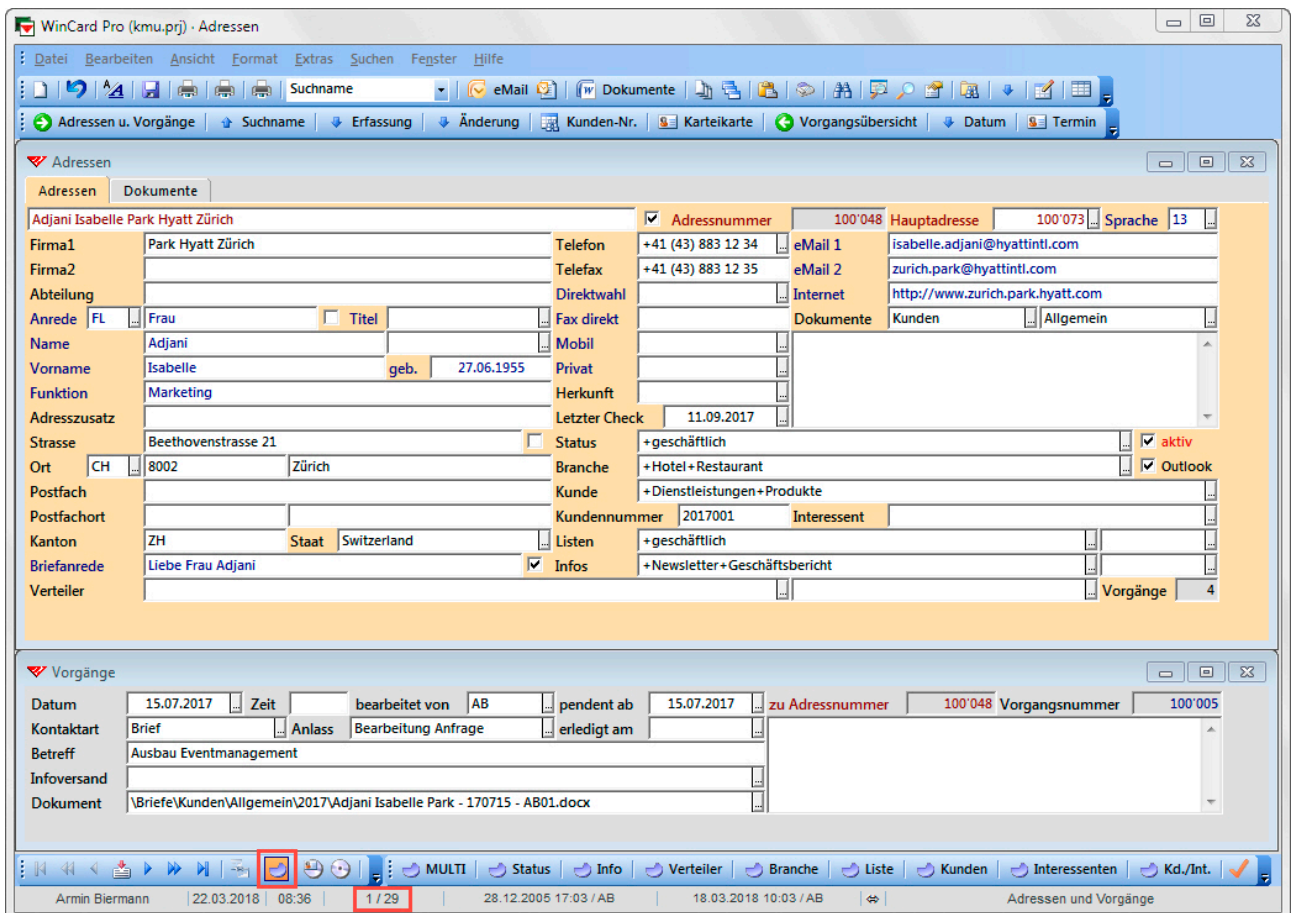 WinCard Pro (kmu.prj) - Adressen
Datei Bearbeiten Ansicht Format Extras Suchen Fenster Hilfe
Suchname eMail Dokumente
Adressen u. Vorgänge Suchname Erfassung Änderung Kunden-Nr. Karteikarte Vorgangsübersicht Datum Termin
Adressen
Adressen Dokumente
Adjani Isabelle Park Hyatt Zürich Adressnummer 100'048 Hauptadresse 100'073 ... Sprache 13 ...
Firma1 Park Hyatt Zürich Telefon +41 (43) 883 12 34 ... eMail 1 isabelle.adjani@hyattintl.com
Firma2 Telefax +41 (43) 883 12 35 eMail 2 zurich.park@hyattintl.com
Abteilung Direktwahl ... Internet http://www.zurich.park.hyatt.com
Anrede FL ... Frau Titel ... Fax direkt Dokumente Kunden ... Allgemein ...
Name Adjani ... Mobil ...
Vorname Isabelle geb. 27.06.1955 Privat ...
Funktion Marketing Herkunft ...
Adresszusatz Letzter Check 11.09.2017 ...
Strasse Beethovenstrasse 21 Status +geschäftlich ... aktiv
Ort CH ... 8002 Zürich Branche +Hotel+Restaurant ... Outlook
Postfach Kunde +Dienstleistungen+Produkte ...
Postfachort Kundennummer 2017001 Interessent ...
Kanton ZH Staat Switzerland ... Listen +geschäftlich ... ...
Briefanrede Liebe Frau Adjani Infos +Newsletter+Geschäftsbericht ... ...
Verteiler ... ... Vorgänge 4
Vorgänge
Datum 15.07.2017 ... Zeit bearbeitet von AB ... pendent ab 15.07.2017 ... zu Adressnummer 100'048 Vorgangsnummer 100'005
Kontaktart Brief ... Anlass Bearbeitung Anfrage ... erledigt am ...
Betreff Ausbau Eventmanagement
Infoversand ...
Dokument \Briefe\Kunden\Allgemein\2017\Adjani Isabelle Park - 170715 - AB01.docx ...
MULTI Status Info Verteiler Branche Liste Kunden Interessenten Kd./Int.
Armin Biermann 22.03.2018 08:36 1 / 29 28.12.2005 17:03 / AB 18.03.2018 10:03 / AB Adressen und Vorgänge